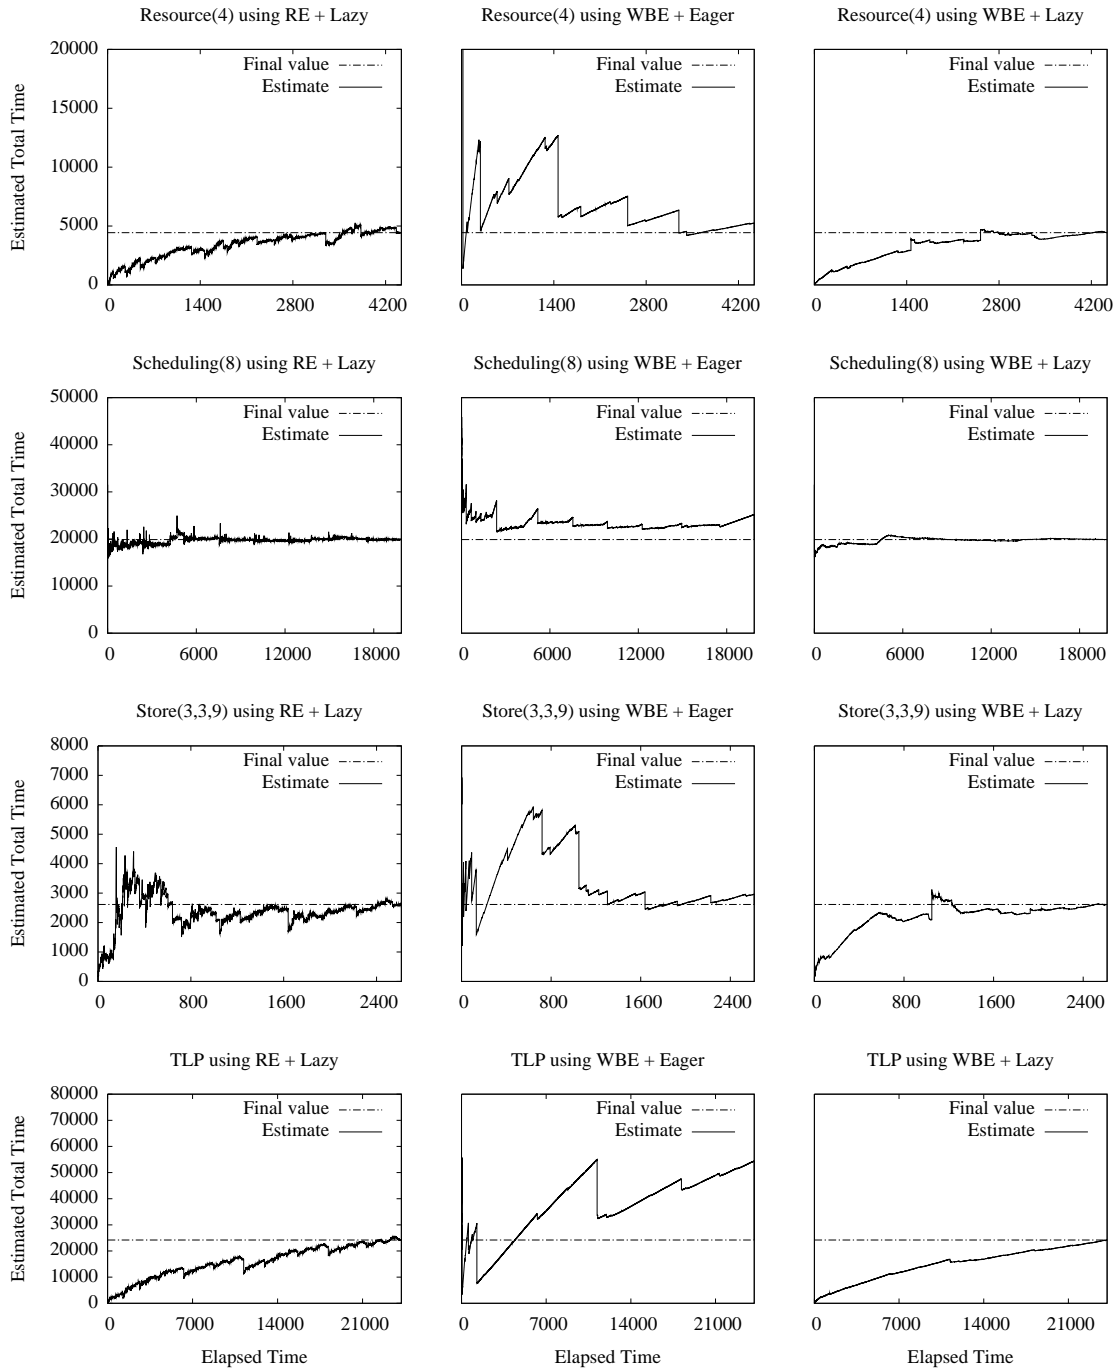 Resource(4) using RE + Lazy
Resource(4) using WBE + Eager
Resource(4) using WBE + Lazy
Estimated Total Time
20000
15000
10000
5000
0
Final value
Estimate
0 1400 2800 4200
Final value
Estimate
0 1400 2800 4200
Final value
Estimate
0 1400 2800 4200
Scheduling(8) using RE + Lazy
Scheduling(8) using WBE + Eager
Scheduling(8) using WBE + Lazy
Estimated Total Time
50000
40000
30000
20000
10000
0
Final value
Estimate
0 6000 12000 18000
Final value
Estimate
0 6000 12000 18000
Final value
Estimate
0 6000 12000 18000
Store(3,3,9) using RE + Lazy
Store(3,3,9) using WBE + Eager
Store(3,3,9) using WBE + Lazy
Estimated Total Time
8000
7000
6000
5000
4000
3000
2000
1000
0
Final value
Estimate
0 800 1600 2400
Final value
Estimate
0 800 1600 2400
Final value
Estimate
0 800 1600 2400
TLP using RE + Lazy
TLP using WBE + Eager
TLP using WBE + Lazy
Estimated Total Time
80000
70000
60000
50000
40000
30000
20000
10000
0
Final value
Estimate
0 7000 14000 21000
Elapsed Time
Final value
Estimate
0 7000 14000 21000
Elapsed Time
Final value
Estimate
0 7000 14000 21000
Elapsed Time